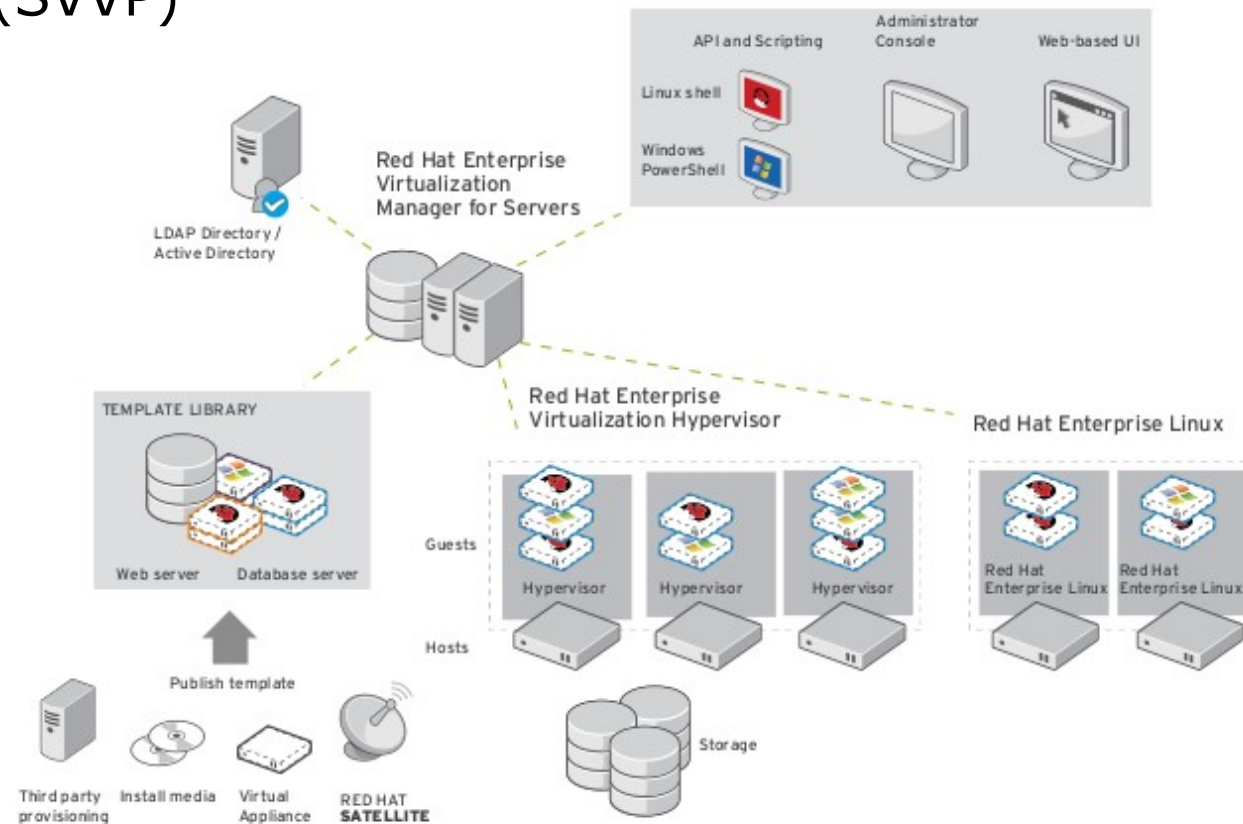 (SVVP)
API and Scripting
Administrator
Console
Web-based UI
Linux shell
Windows
PowerShell
Red Hat Enterprise
Virtualization
Manager for Servers
LDAP Directory /
Active Directory
TEMPLATE LIBRARY
Web server
Database server
Publish template
Third party
provisioning
Install media
Virtual
Appliance
RED HAT
SATELLITE
Red Hat Enterprise
Virtualization Hypervisor
Red Hat Enterprise Linux
Guests
Hypervisor
Hypervisor
Hypervisor
Red Hat
Enterprise Linux
Red Hat
Enterprise Linux
Hosts
Storage